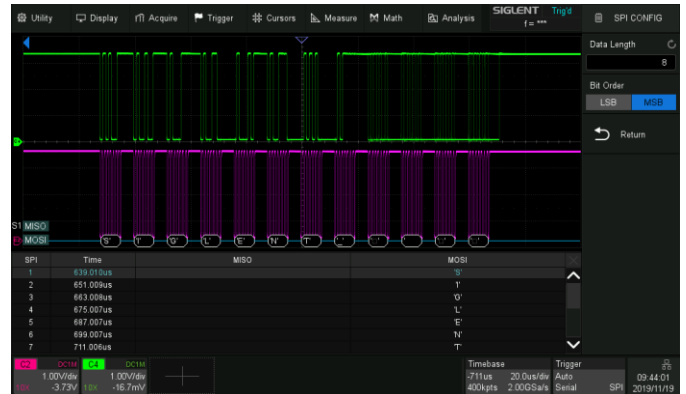 Utility Display Acquire Trigger Cursors Measure Math Analysis SIGLENT Trig'd f = *** SPI CONFIG
Data Length
8
Bit Order
LSB MSB
Return
S1 MISO
MOSI 'S' 'I' 'G' 'L' 'E' 'N' 'T' '_'
SPI Time MISO MOSI
1 639.010us 'S'
2 651.009us 'I'
3 663.008us 'G'
4 675.007us 'L'
5 687.007us 'E'
6 699.007us 'N'
7 711.006us 'T'
C2 DC1M C4 DC1M Timebase Trigger
1.00V/div 1.00V/div -711us 20.0us/div Auto 09:44:01
10X -3.73V 10X -16.7mV 400kpts 2.00GSa/s Serial SPI 2019/11/19